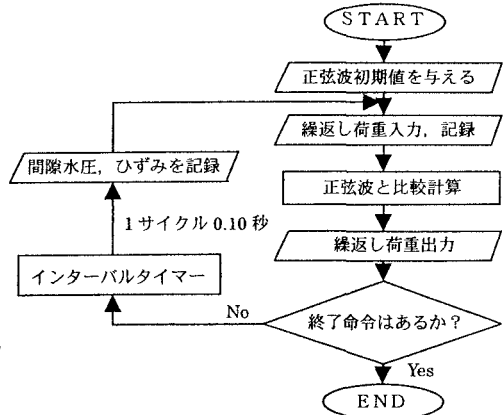 START
正弦波初期値を与える
繰返し荷重入力，記録
間隙水圧，ひずみを記録
正弦波と比較計算
1サイクル 0.10 秒
繰返し荷重出力
インターバルタイマー
No
終了命令はあるか？
Yes
END